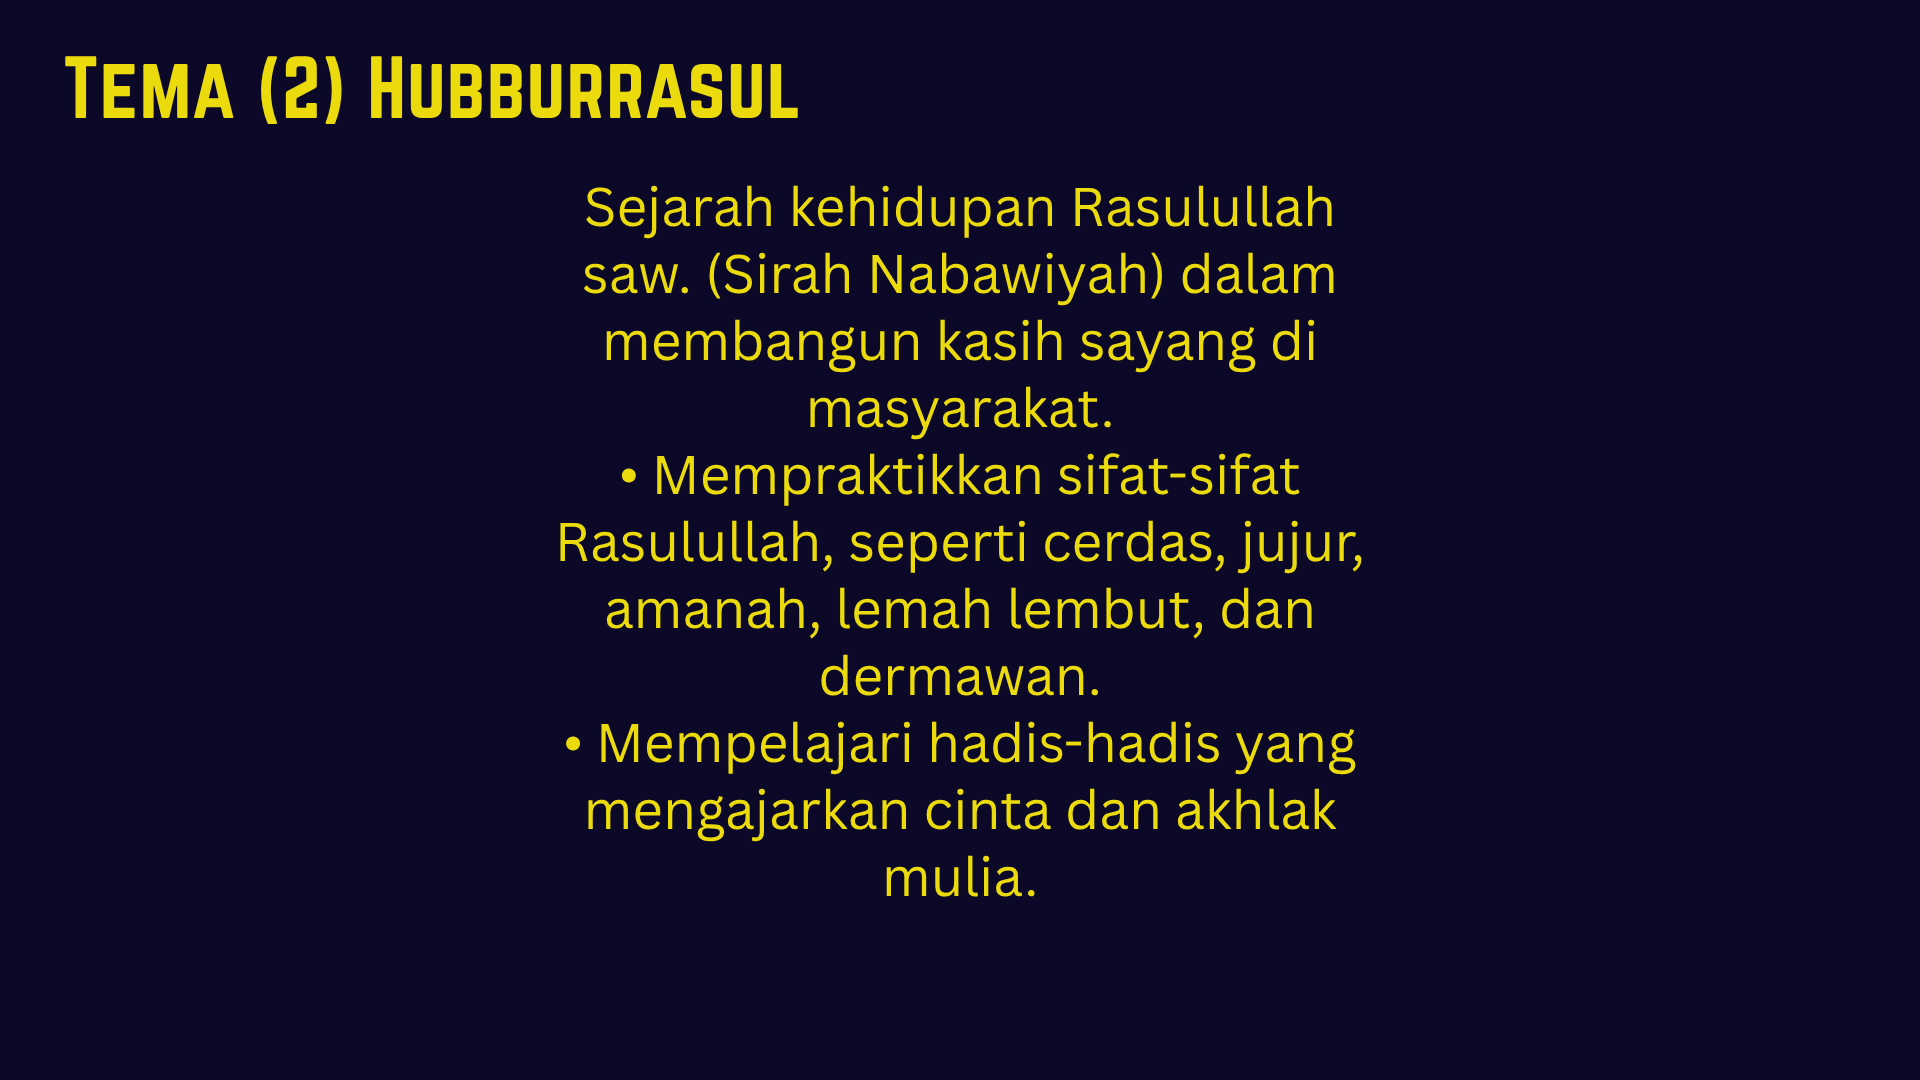 Tema (2) Hubburrasul
Sejarah kehidupan Rasulullah
saw. (Sirah Nabawiyah) dalam
membangun kasih sayang di
masyarakat.
• Mempraktikkan sifat-sifat
Rasulullah, seperti cerdas, jujur,
amanah, lemah lembut, dan
dermawan.
• Mempelajari hadis-hadis yang
mengajarkan cinta dan akhlak
mulia.